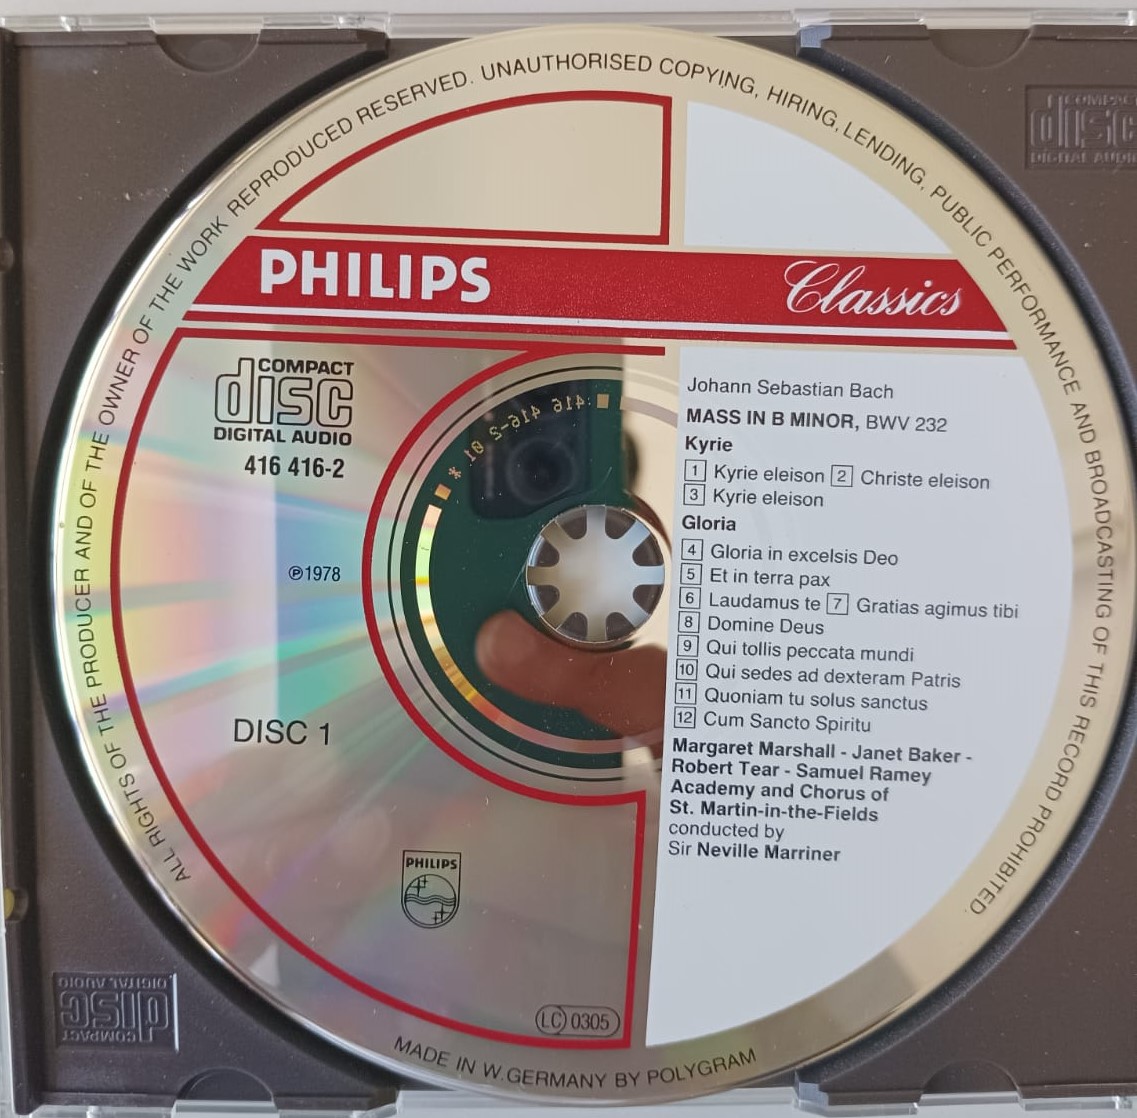 ALL RIGHTS OF THE PRODUCER AND OF THE OWNER OF THE WORK REPRODUCED RESERVED. UNAUTHORISED COPYING, HIRING, LENDING, PUBLIC PERFORMANCE AND BROADCASTING OF THIS RECORD PROHIBITED.
PHILIPS Classics
COMPACT
disc
DIGITAL AUDIO
416 416-2
℗1978
DISC 1
PHILIPS
LC 0305
416 416-2 01 *
Johann Sebastian Bach
MASS IN B MINOR, BWV 232
Kyrie
1 Kyrie eleison 2 Christe eleison
3 Kyrie eleison
Gloria
4 Gloria in excelsis Deo
5 Et in terra pax
6 Laudamus te 7 Gratias agimus tibi
8 Domine Deus
9 Qui tollis peccata mundi
10 Qui sedes ad dexteram Patris
11 Quoniam tu solus sanctus
12 Cum Sancto Spiritu
Margaret Marshall - Janet Baker -
Robert Tear - Samuel Ramey
Academy and Chorus of
St. Martin-in-the-Fields
conducted by
Sir Neville Marriner
MADE IN W.GERMANY BY POLYGRAM
COMPACT
disc
DIGITAL AUDIO
COMPACT
disc
DIGITAL AUDIO